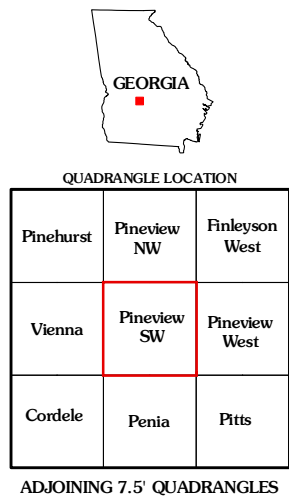 GEORGIA
QUADRANGLE LOCATION
Pinehurst
Pineview
NW
Finleyson
West
Vienna
Pineview
SW
Pineview
West
Cordele
Penia
Pitts
ADJOINING 7.5' QUADRANGLES